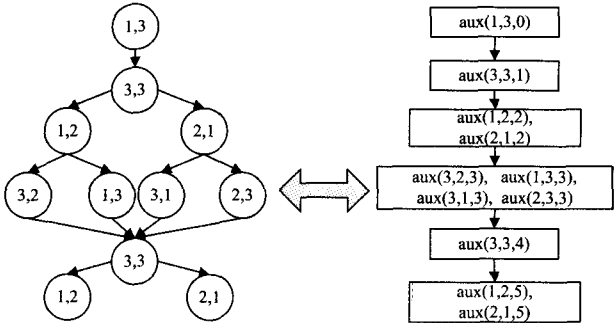 1,3
3,3
1,2
2,1
3,2
1,3
3,1
2,3
3,3
1,2
2,1
aux(1,3,0)
aux(3,3,1)
aux(1,2,2),
aux(2,1,2)
aux(3,2,3), aux(1,3,3),
aux(3,1,3), aux(2,3,3)
aux(3,3,4)
aux(1,2,5),
aux(2,1,5)